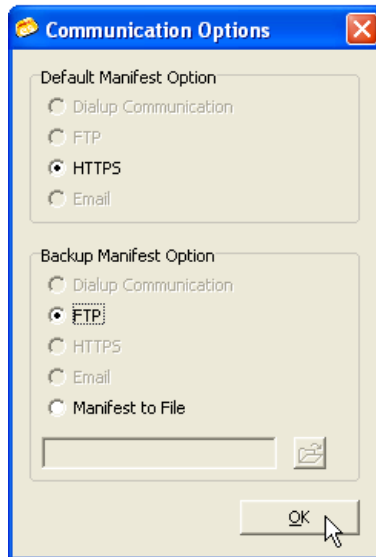 Communication Options
Default Manifest Option
Dialup Communication
FTP
HTTPS
Email
Backup Manifest Option
Dialup Communication
FTP
HTTPS
Email
Manifest to File
OK